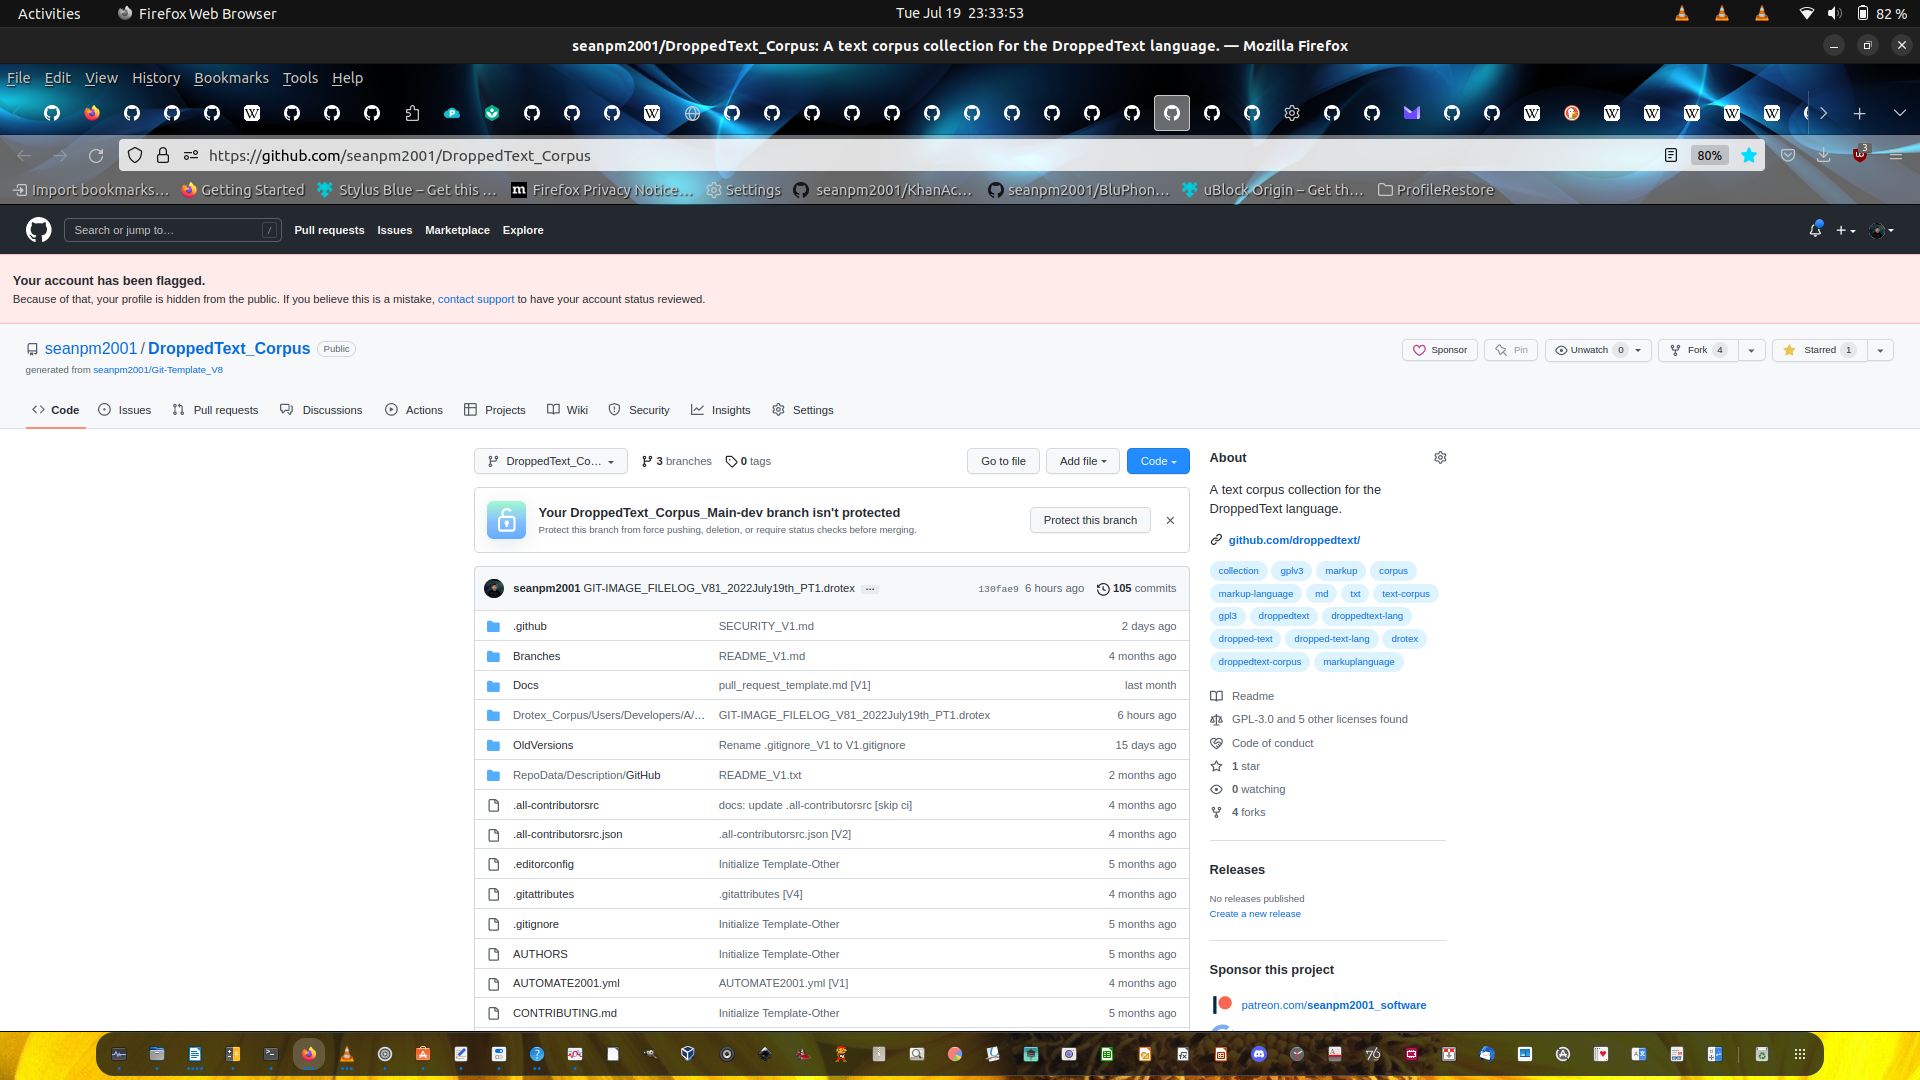 Activities Firefox Web Browser Tue Jul 19 23:33:53 82 %
seanpm2001/DroppedText_Corpus: A text corpus collection for the DroppedText language. — Mozilla Firefox
File Edit View History Bookmarks Tools Help
https://github.com/seanpm2001/DroppedText_Corpus 80% 3
Import bookmarks... Getting Started Stylus Blue – Get this ... Firefox Privacy Notice... Settings seanpm2001/KhanAc... seanpm2001/BluPhon... uBlock Origin – Get th... ProfileRestore
Search or jump to... / Pull requests Issues Marketplace Explore
Your account has been flagged.
Because of that, your profile is hidden from the public. If you believe this is a mistake, contact support to have your account status reviewed.
seanpm2001 / DroppedText_Corpus Public Sponsor Pin Unwatch 0 Fork 4 Starred 1
generated from seanpm2001/Git-Template_V8
Code Issues Pull requests Discussions Actions Projects Wiki Security Insights Settings
DroppedText_Co... 3 branches 0 tags Go to file Add file Code
Your DroppedText_Corpus_Main-dev branch isn't protected
Protect this branch from force pushing, deletion, or require status checks before merging.
Protect this branch
seanpm2001 GIT-IMAGE_FILELOG_V81_2022July19th_PT1.drotex ... 130fae9 6 hours ago 105 commits
.github SECURITY_V1.md 2 days ago
Branches README_V1.md 4 months ago
Docs pull_request_template.md [V1] last month
Drotex_Corpus/Users/Developers/A/... GIT-IMAGE_FILELOG_V81_2022July19th_PT1.drotex 6 hours ago
OldVersions Rename .gitignore_V1 to V1.gitignore 15 days ago
RepoData/Description/GitHub README_V1.txt 2 months ago
.all-contributorsrc docs: update .all-contributorsrc [skip ci] 4 months ago
.all-contributorsrc.json .all-contributorsrc.json [V2] 4 months ago
.editorconfig Initialize Template-Other 5 months ago
.gitattributes .gitattributes [V4] 4 months ago
.gitignore Initialize Template-Other 5 months ago
AUTHORS Initialize Template-Other 5 months ago
AUTOMATE2001.yml AUTOMATE2001.yml [V1] 4 months ago
CONTRIBUTING.md Initialize Template-Other 5 months ago
About
A text corpus collection for the
DroppedText language.
github.com/droppedtext/
collection gplv3 markup corpus
markup-language md txt text-corpus
gpl3 droppedtext droppedtext-lang
dropped-text dropped-text-lang drotex
droppedtext-corpus markuplanguage
Readme
GPL-3.0 and 5 other licenses found
Code of conduct
1 star
0 watching
4 forks
Releases
No releases published
Create a new release
Sponsor this project
patreon.com/seanpm2001_software